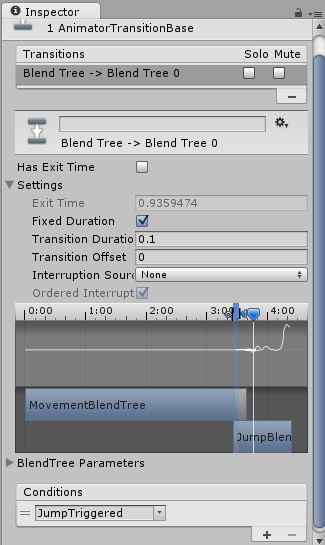 Inspector
1 AnimatorTransitionBase
Transitions Solo Mute
Blend Tree -> Blend Tree 0
Blend Tree -> Blend Tree 0
Has Exit Time
Settings
Exit Time 0.9359474
Fixed Duration
Transition Duratio 0.1
Transition Offset 0
Interruption Sourc None
Ordered Interrupt
0:00 1:00 2:00 3:00 4:00
MovementBlendTree
JumpBlen
BlendTree Parameters
Conditions
JumpTriggered